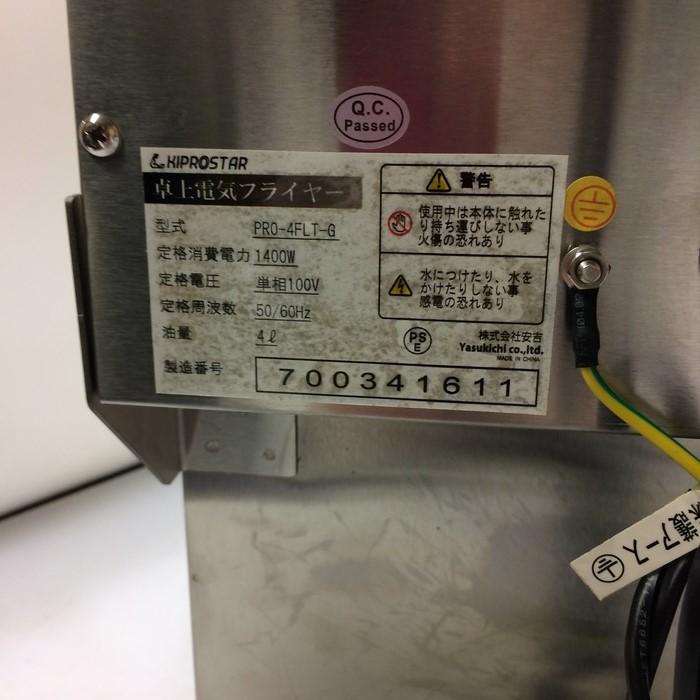 Q.C.
Passed
KIPROSTAR
卓上電気フライヤー
型式 PRO-4FLT-G
定格消費電力 1400W
定格電圧 単相100V
定格周波数 50/60Hz
油量 4ℓ
製造番号 700341611
警告
使用中は本体に触れた
り持ち運びしない事
火傷の恐れあり
水につけたり、水を
かけたりしない事
感電の恐れあり
PS
E
株式会社安吉
Yasukichi co.,ltd.
MADE IN CHINA
アース